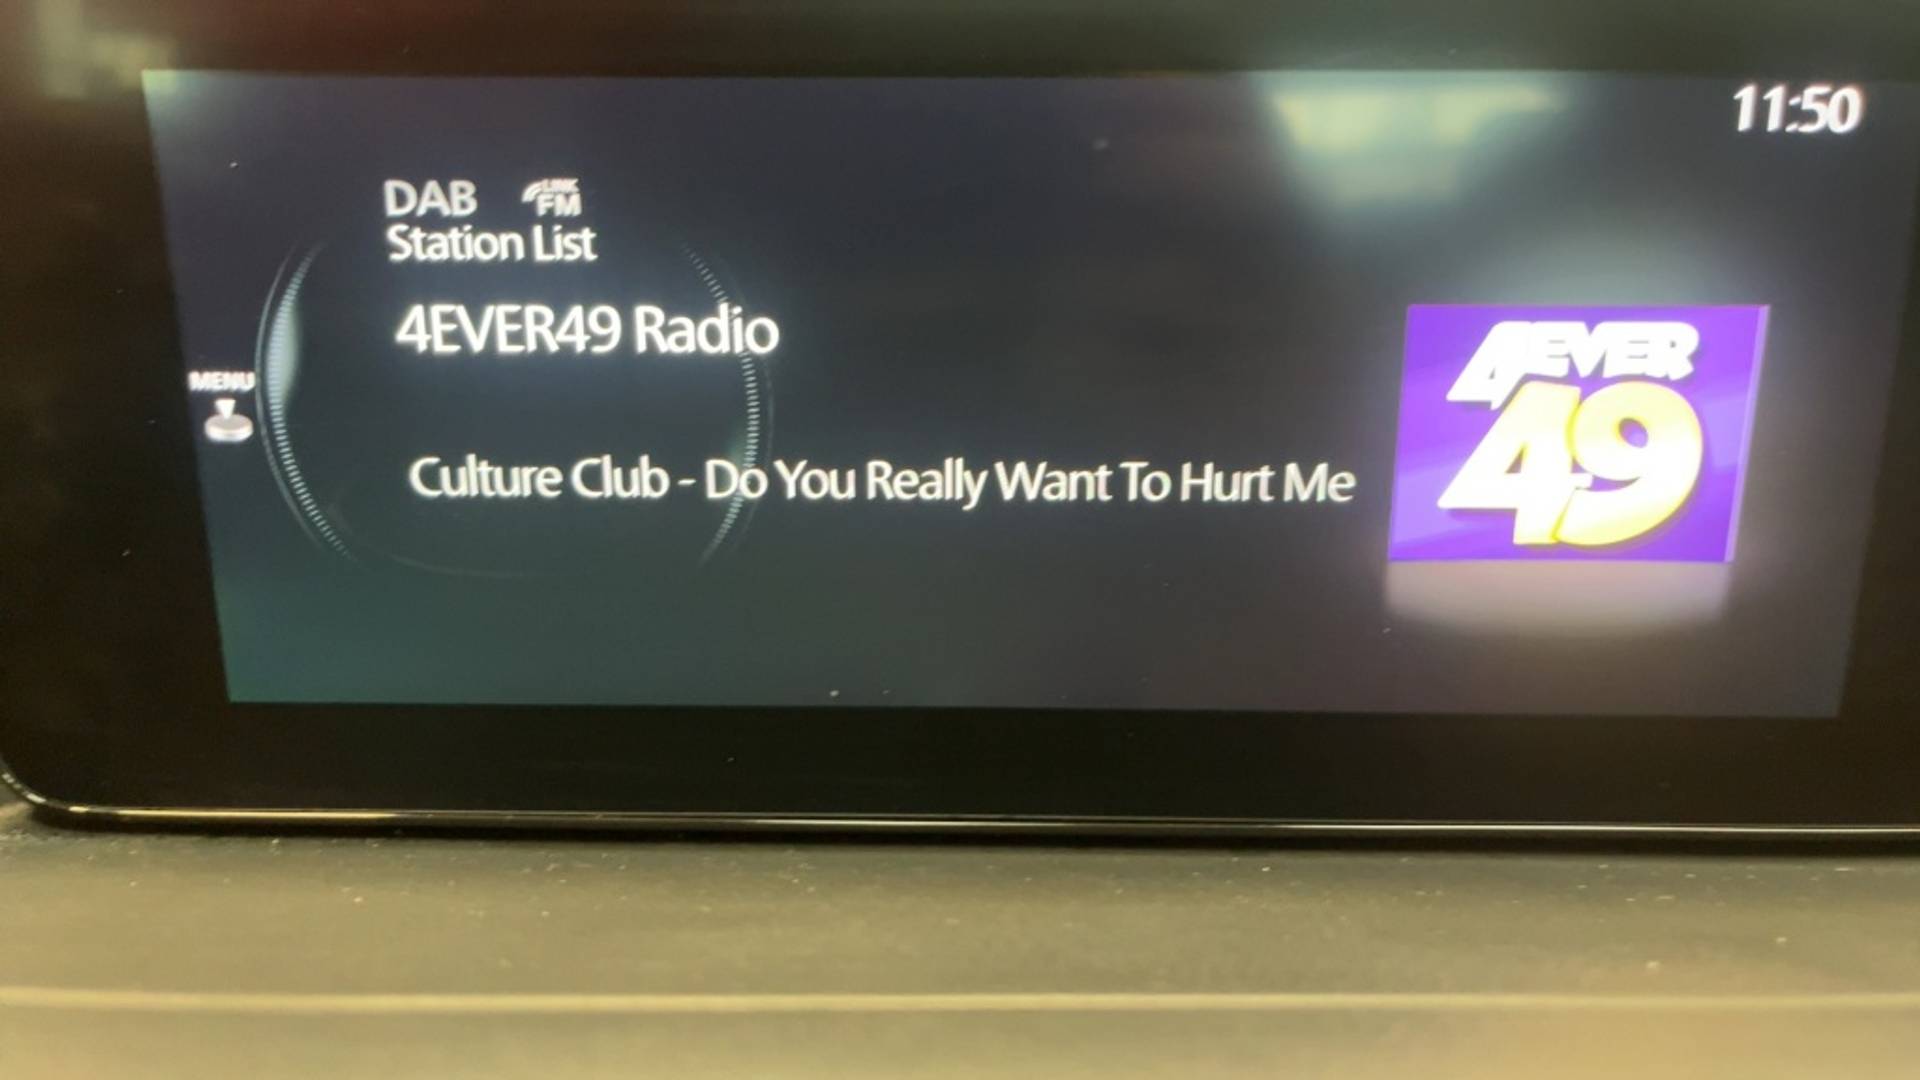 11:50
DAB LINK FM
Station List
4EVER49 Radio
MENU
Culture Club - Do You Really Want To Hurt Me
4EVER
49